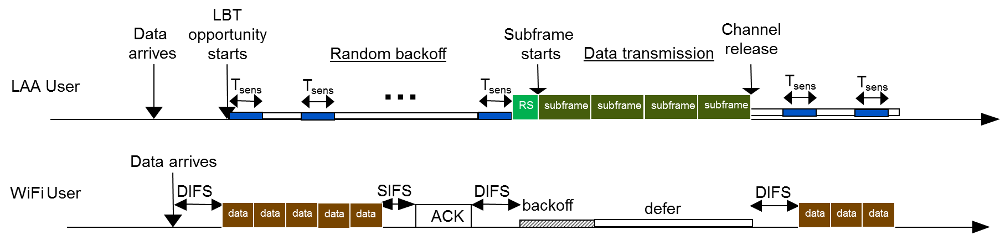 LBT
opportunity
starts
Data
arrives
Random backoff
Subframe
starts
Data transmission
Channel
release
LAA User
Tsens
Tsens
...
Tsens
Tsens
Tsens
RS
subframe
subframe
subframe
subframe
Data arrives
WiFi User
DIFS
SIFS
DIFS
DIFS
data
data
data
data
data
ACK
backoff
defer
data
data
data